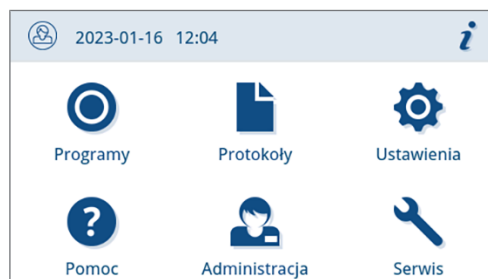 2023-01-16 12:04
Programy Protokoły Ustawienia
Pomoc Administracja Serwis